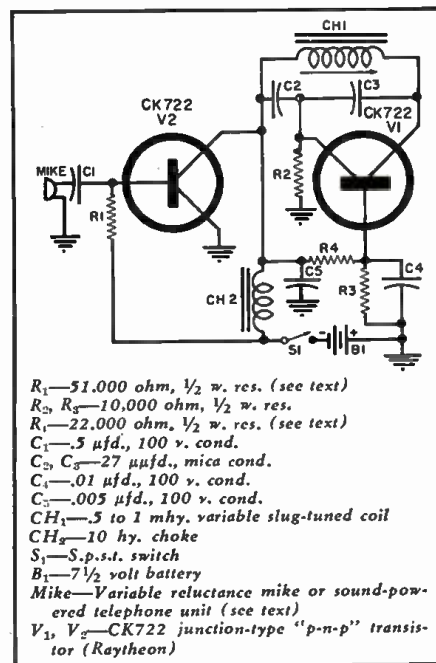 CH1
C2
C3
CK722
V2
CK722
V1
MIKE
C1
R2
R1
R4
C5
C4
R3
CH2
S1
- +
B1
R₁—51.000 ohm, ½ w. res. (see text)
R₂, R₃—10,000 ohm, ½ w. res.
R₄—22.000 ohm, ½ w. res. (see text)
C₁—.5 μfd., 100 v. cond.
C₂, C₃—27 μμfd., mica cond.
C₄—.01 μfd., 100 v. cond.
C₅—.005 μfd., 100 v. cond.
CH₁—.5 to 1 mhy. variable slug-tuned coil
CH₂—10 hy. choke
S₁—S.p.s.t. switch
B₁—7½ volt battery
Mike—Variable reluctance mike or sound-pow-
ered telephone unit (see text)
V₁, V₂—CK722 junction-type "p-n-p" transis-
tor (Raytheon)